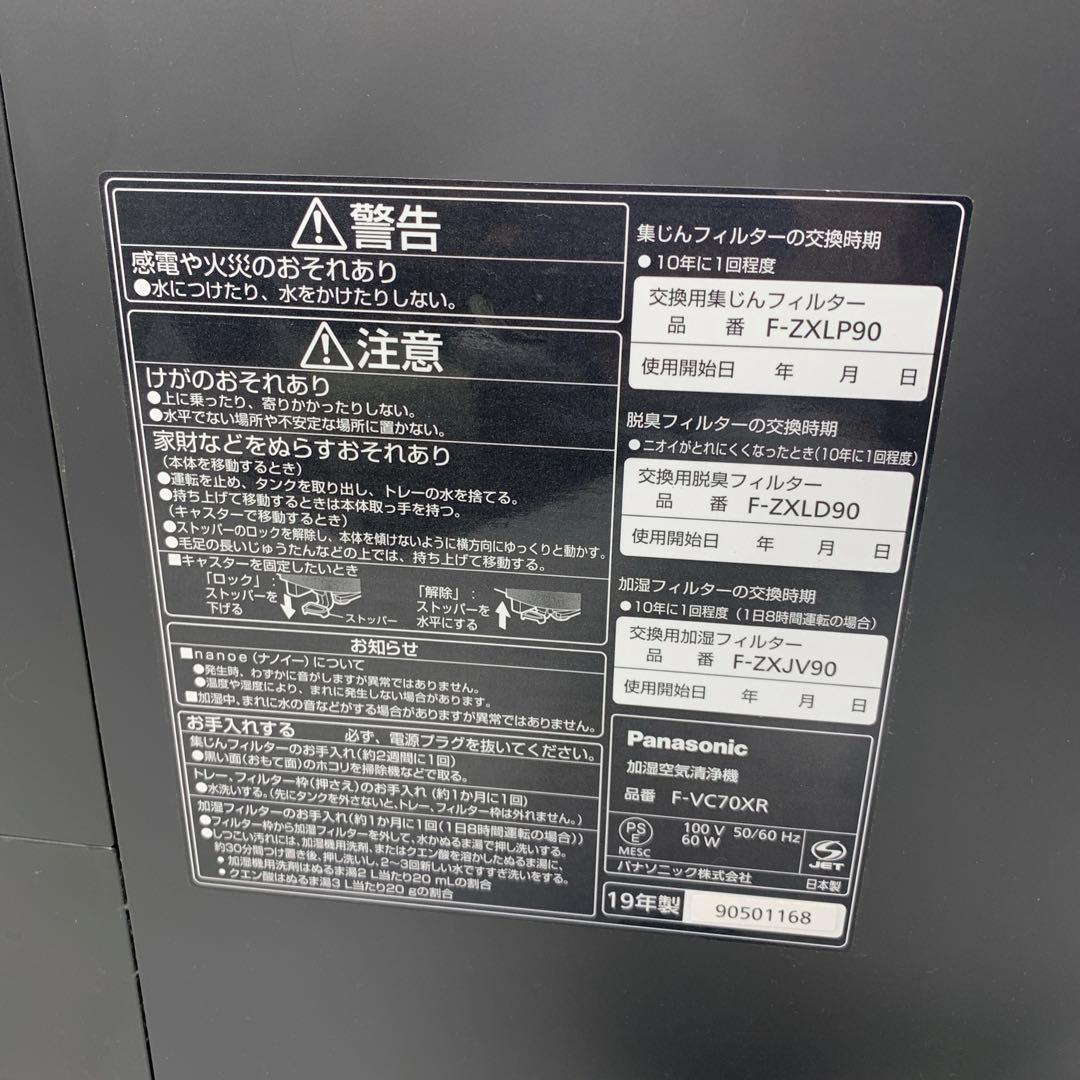 警告
感電や火災のおそれあり
●水につけたり、水をかけたりしない。
注意
けがのおそれあり
●上に乗ったり、寄りかかったりしない。
●水平でない場所や不安定な場所に置かない。
家財などをぬらすおそれあり
(本体を移動するとき)
●運転を止め、タンクを取り出し、トレーの水を捨てる。
●持ち上げて移動するときは本体取っ手を持つ。
(キャスターで移動するとき)
●ストッパーのロックを解除し、本体を傾けないように横方向にゆっくりと動かす。
●毛足の長いじゅうたんなどの上では、持ち上げて移動する。
■キャスターを固定したいとき
「ロック」:
ストッパーを
下げる
ストッパー
「解除」:
ストッパーを
水平にする
お知らせ
■nanoe(ナノイー)について
●発生時、わずかに音がしますが異常ではありません。
●温度や湿度により、まれに発生しない場合があります。
■加湿中、まれに水の音などがする場合がありますが異常ではありません。
お手入れする 必ず、電源プラグを抜いてください。
集じんフィルターのお手入れ(約2週間に1回)
●黒い面(おもて面)のホコリを掃除機などで取る。
トレー、フィルター枠(押さえ)のお手入れ(約1か月に1回)
●水洗いする。(先にタンクを外さないと、トレー、フィルター枠は外れません。)
加湿フィルターのお手入れ(約1か月に1回(1日8時間運転の場合))
●フィルター枠から加湿フィルターを外して、水かぬるま湯で押し洗いする。
●しつこい汚れには、加湿機用洗剤、またはクエン酸を溶かしたぬるま湯に、
約30分間つけ置き後、押し洗いし、2~3回新しい水ですすぎ洗いをする。
・加湿機用洗剤はぬるま湯2 L当たり20 mLの割合
・クエン酸はぬるま湯3 L当たり20 gの割合
集じんフィルターの交換時期
●10年に1回程度
交換用集じんフィルター
品 番 F-ZXLP90
使用開始日 年 月 日
脱臭フィルターの交換時期
●ニオイがとれにくくなったとき(10年に1回程度)
交換用脱臭フィルター
品 番 F-ZXLD90
使用開始日 年 月 日
加湿フィルターの交換時期
●10年に1回程度(1日8時間運転の場合)
交換用加湿フィルター
品 番 F-ZXJV90
使用開始日 年 月 日
Panasonic
加湿空気清浄機
品番 F-VC70XR
PS
E
MESC
100 V 50/60 Hz
60 W
JET
パナソニック株式会社 日本製
19年製 90501168